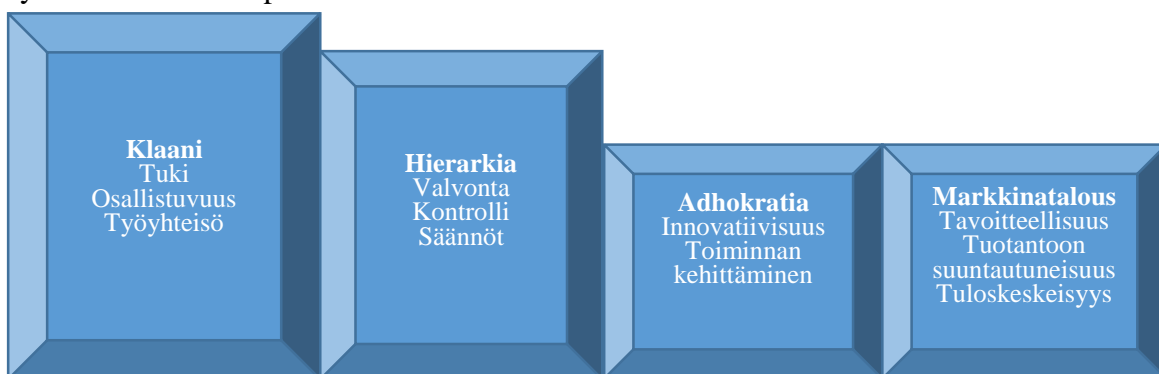 Klaani
Tuki
Osallistuvuus
Työyhteisö
Hierarkia
Valvonta
Kontrolli
Säännöt
Adhokratia
Innovatiivisuus
Toiminnan
kehittäminen
Markkinatalous
Tavoitteellisuus
Tuotantoon
suuntautuneisuus
Tuloskeskeisyys